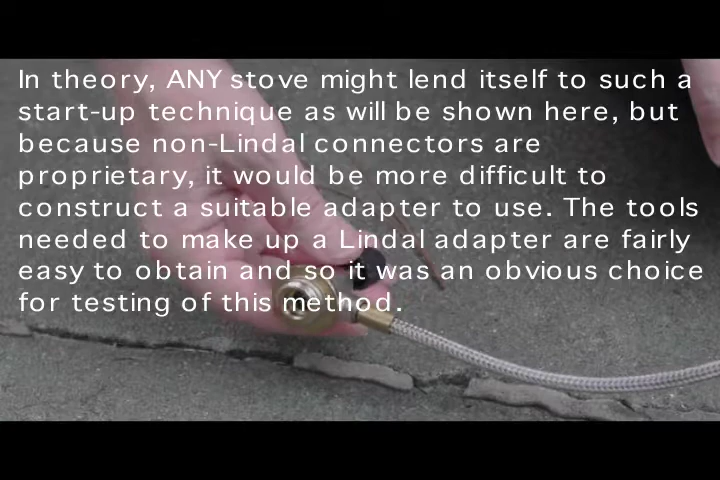 In theory, ANY stove might lend itself to such a
start-up technique as will be shown here, but
because non-Lindal connectors are
proprietary, it would be more difficult to
construct a suitable adapter to use. The tools
needed to make up a Lindal adapter are fairly
easy to obtain and so it was an obvious choice
for testing of this method.